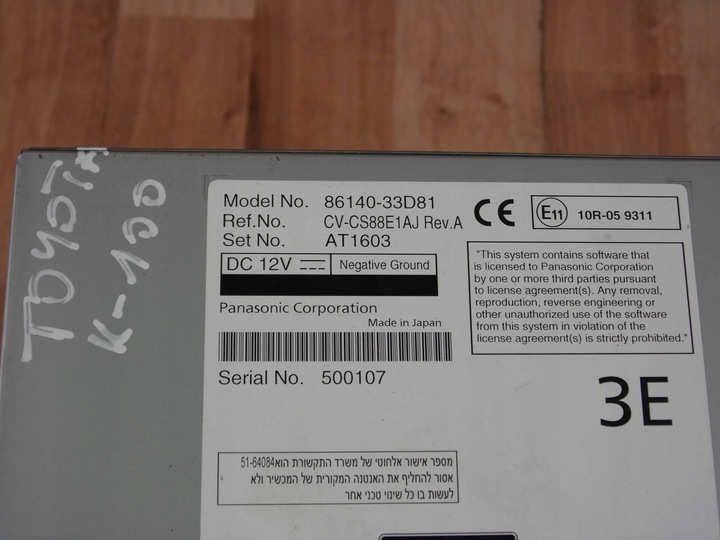 TOYOTA
K-100
Model No. 86140-33D81
Ref.No. CV-CS88E1AJ Rev.A
Set No. AT1603
CE E11 10R-05 9311
DC 12V Negative Ground
Panasonic Corporation
Made in Japan
Serial No. 500107
"This system contains software that
is licensed to Panasonic Corporation
by one or more third parties pursuant
to license agreement(s). Any removal,
reproduction, reverse engineering or
other unauthorized use of the software
from this system in violation of the
license agreement(s) is strictly prohibited."
3E
מספר אישור אלחוטי של משרד התקשורת הוא 51-64084
אסור להחליף את האנטנה המקורית של המכשיר ולא
לעשות בו כל שינוי טכני אחר